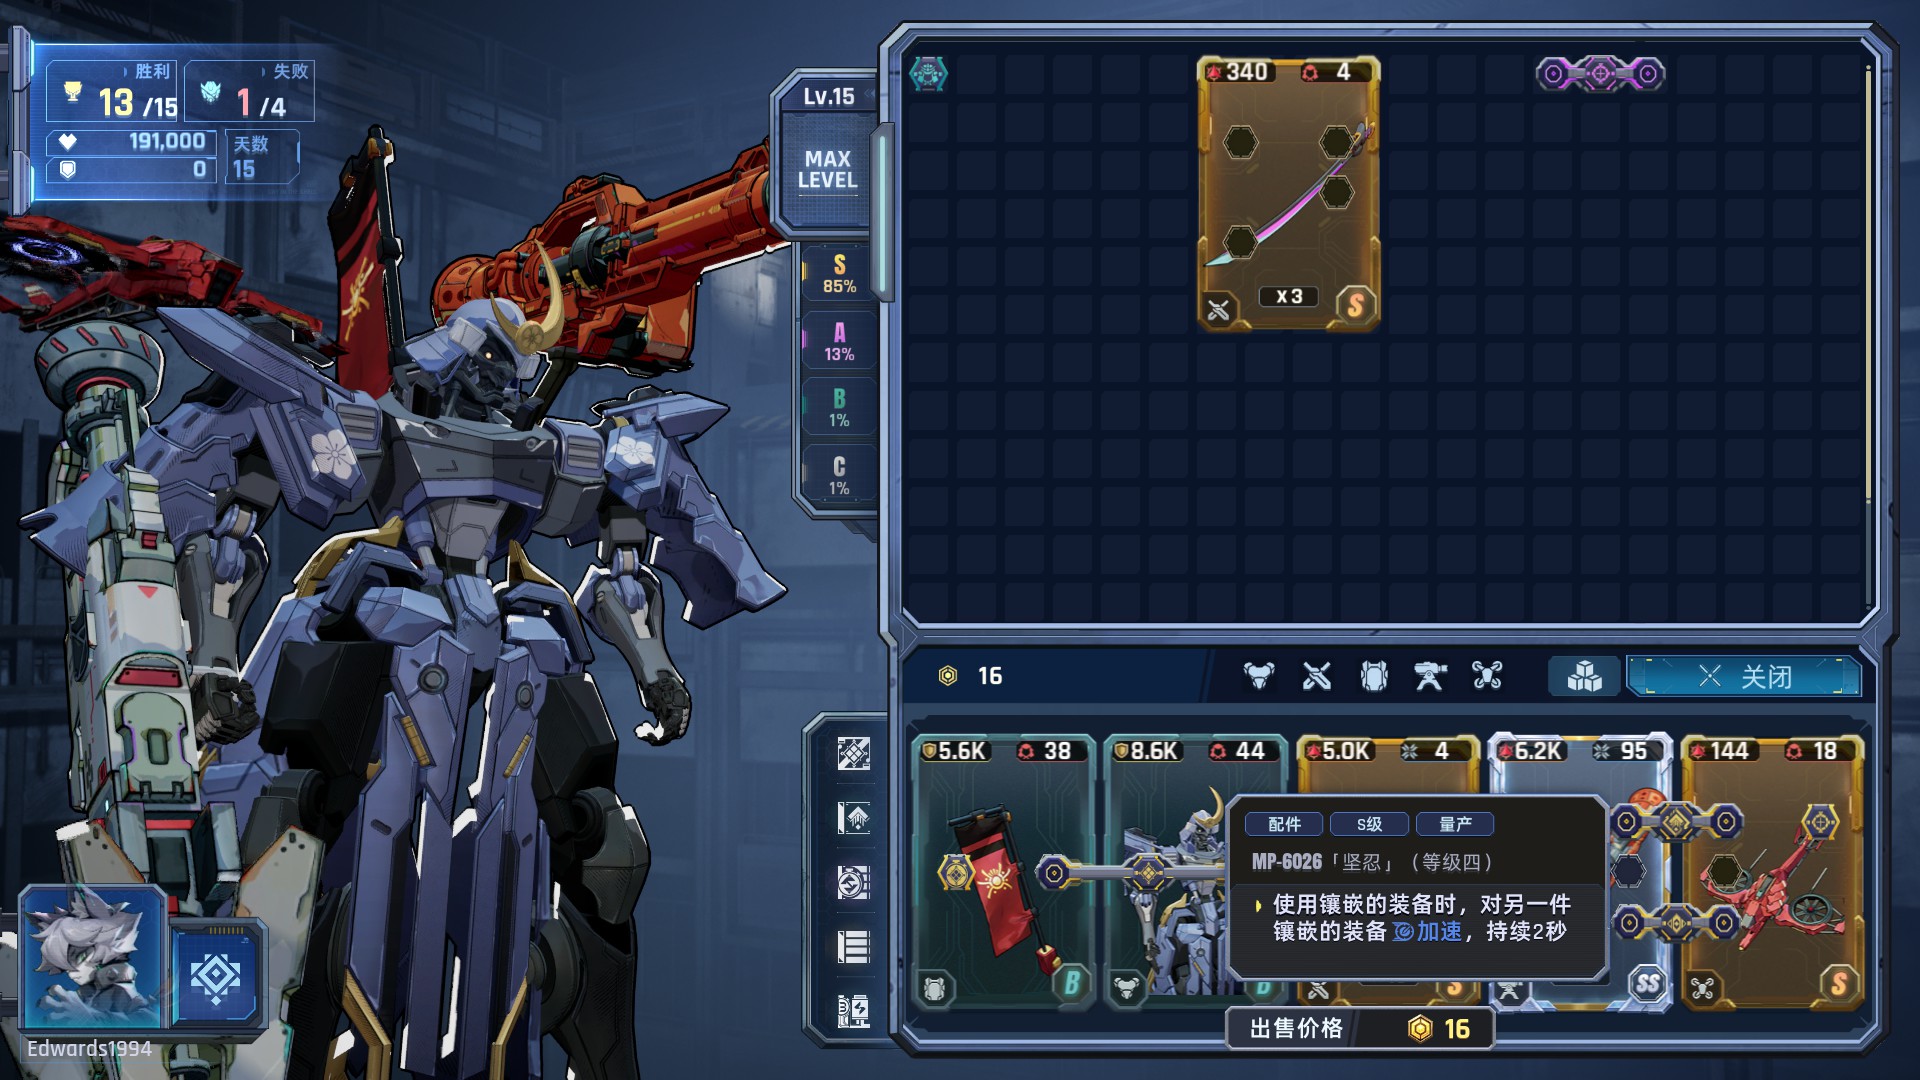 胜利
13 /15
失败
1 /4
191,000
0
天数
15
Lv.15
MAX
LEVEL
S
85%
A
13%
B
1%
C
1%
340
4
x3
S
16
关闭
5.6K
38
B
8.6K
44
B
5.0K
4
S
6.2K
95
SS
144
18
S
配件
S级
量产
MP-6026「坚忍」（等级四）
使用镶嵌的装备时，对另一件
镶嵌的装备加速，持续2秒
出售价格
16
Edwards1994